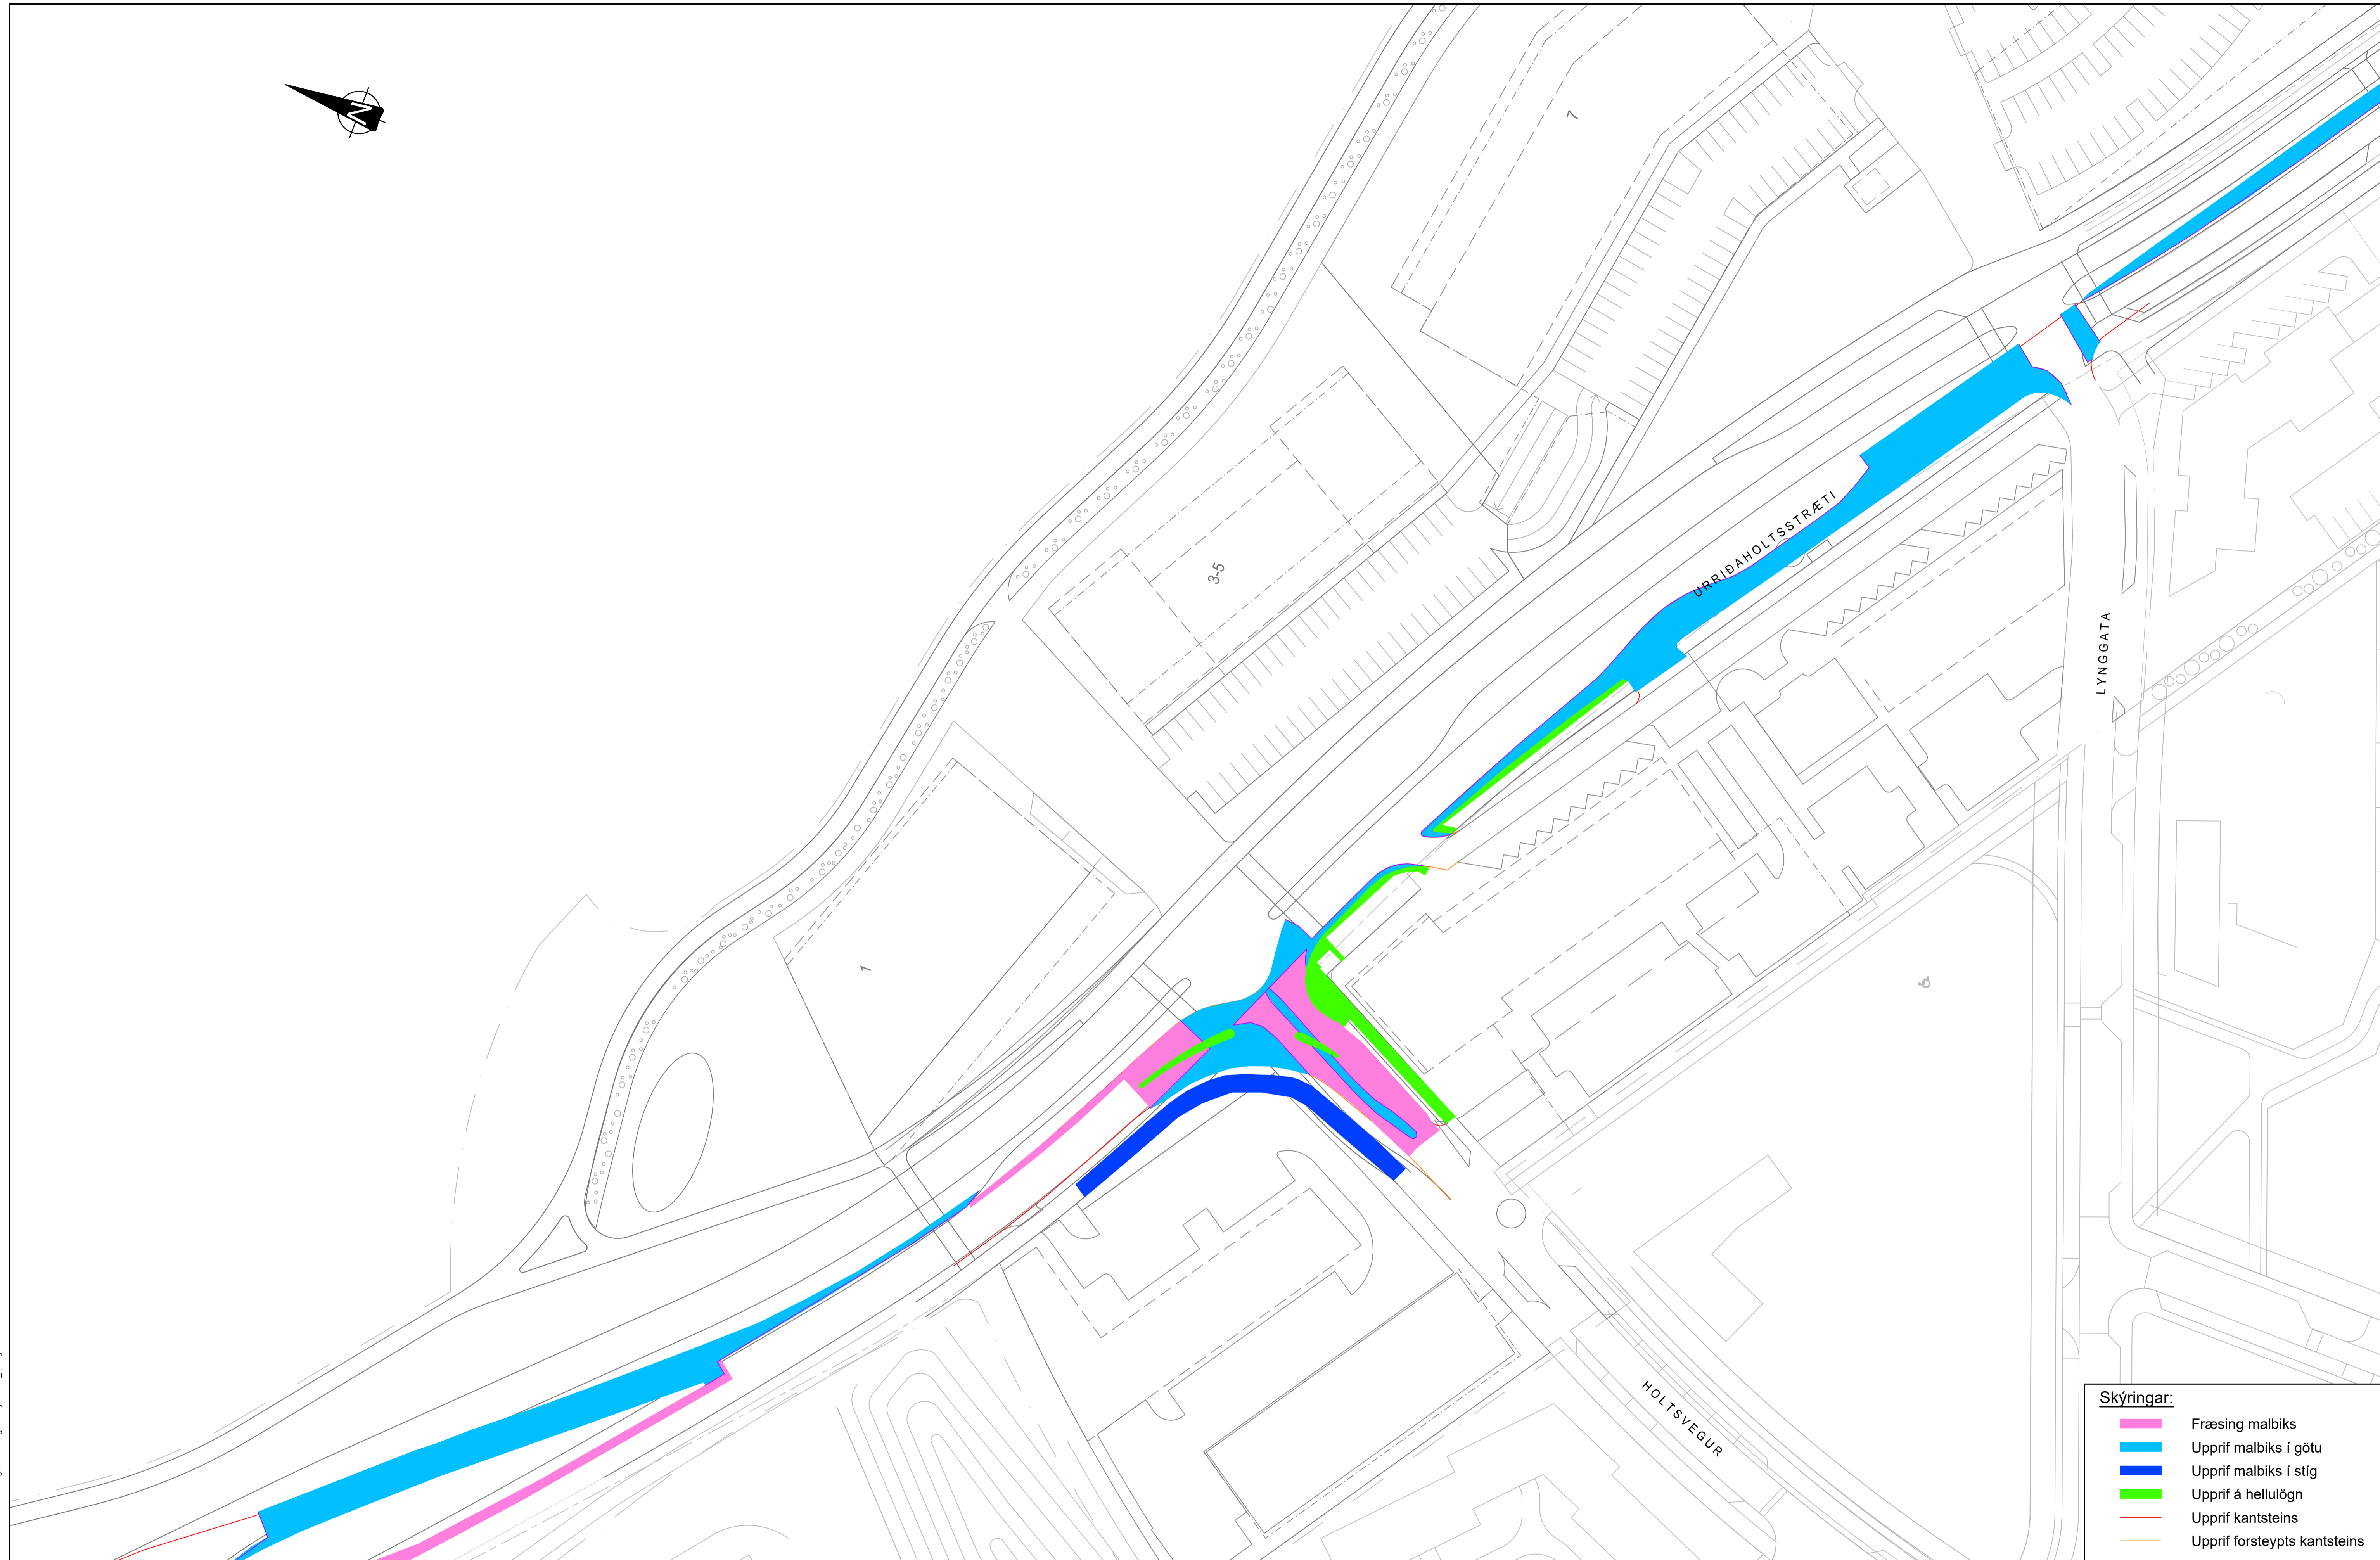 N
7
3-5
URRIÐAHOLTSSTRÆTI
LYNGGATA
1
HOLTSVEGUR
Skýringar:
Fræsing malbiks
Upprif malbiks í götu
Upprif malbiks í stíg
Upprif á hellulögn
Upprif kantsteins
Upprif forsteypts kantsteins